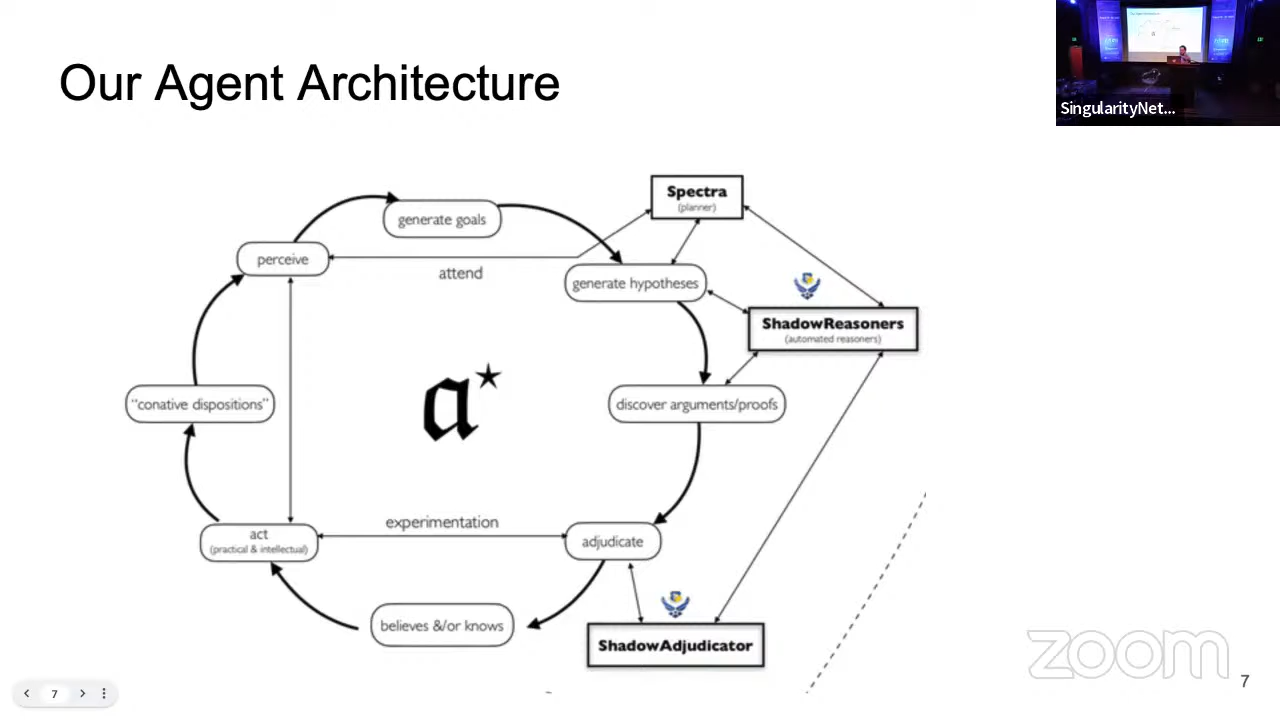 Our Agent Architecture
SingularityNet...
Spectra
(planner)
generate goals
perceive
attend
generate hypotheses
ShadowReasoners
(automated reasoners)
a★
"conative dispositions"
discover arguments/proofs
experimentation
act
(practical & intellectual)
adjudicate
believes &/or knows
ShadowAdjudicator
zoom
7
7